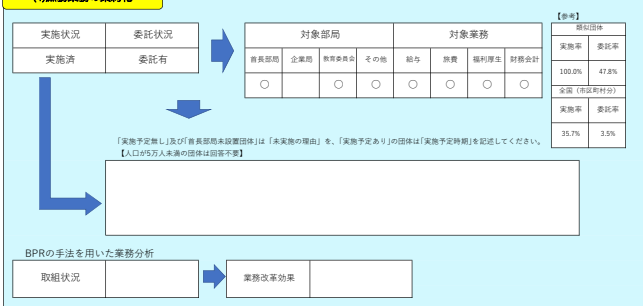 【参考】
実施状況 委託状況
実施済 委託有
対象部局 対象業務
首長部局 企業局 教育委員会 その他 給与 旅費 福利厚生 財務会計
○ ○ ○ ○ ○ ○ ○
類似団体
実施率 委託率
100.0% 47.8%
全国（市区町村分）
実施率 委託率
35.7% 3.5%
「実施予定無し」及び「首長部局未設置団体」は「未実施の理由」を、「実施予定あり」の団体は「実施予定時期」を記述してください。
【人口が5万人未満の団体は回答不要】
BPRの手法を用いた業務分析
取組状況
業務改革効果